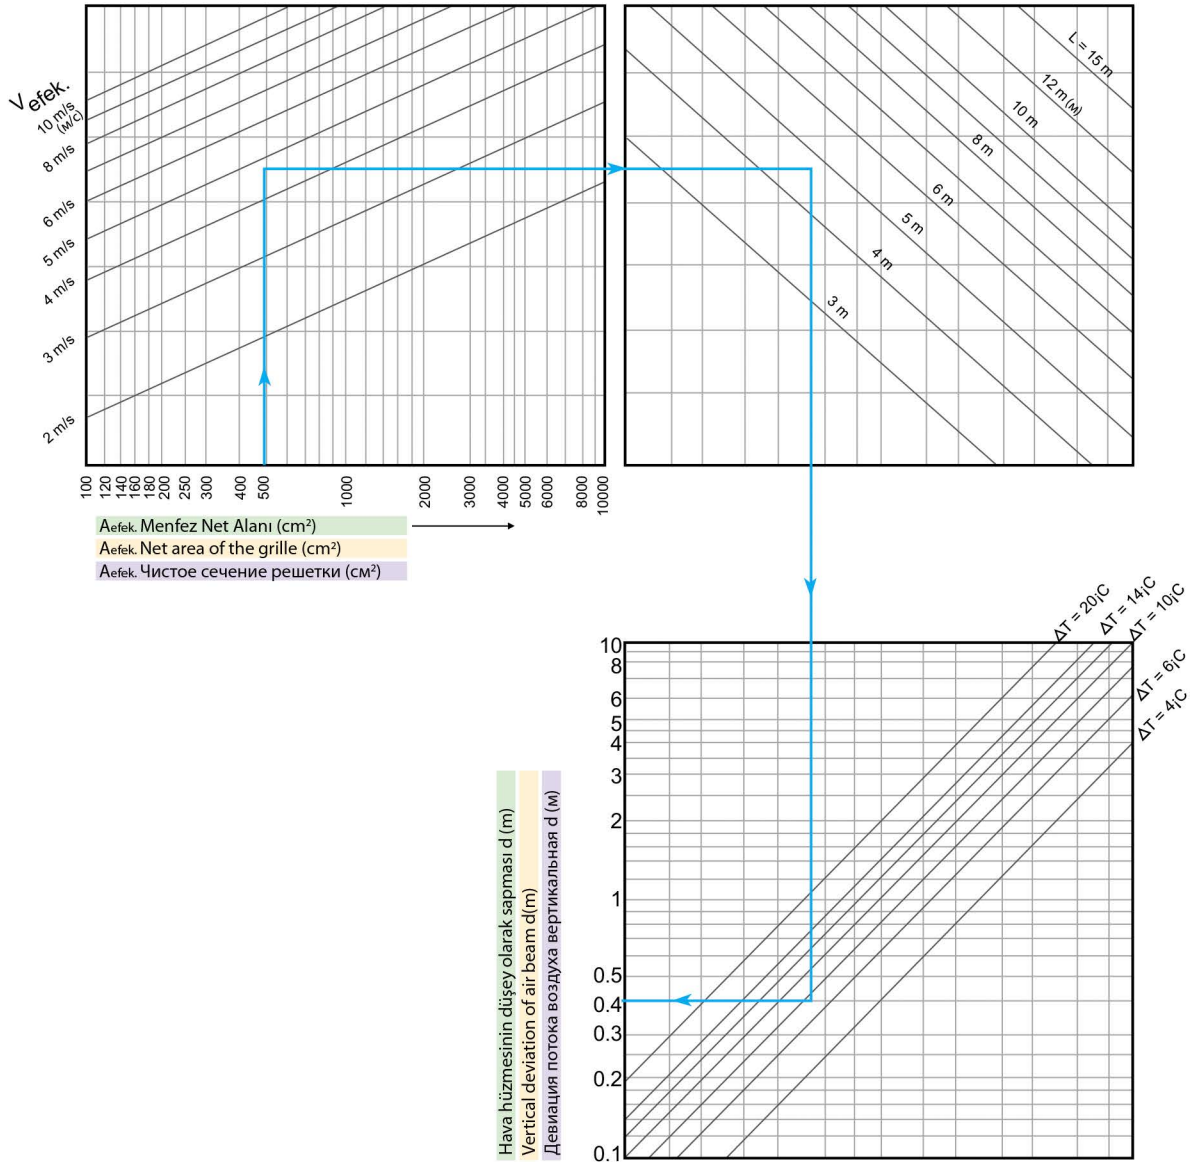 Vefek.
10 m/s
(м/с)
8 m/s
6 m/s
5 m/s
4 m/s
3 m/s
2 m/s
100 120 140 160 180 200 250 300 400 500 1000 2000 3000 4000 5000 6000 8000 10000
Aefek. Menfez Net Alanı (cm²)
Aefek. Net area of the grille (cm²)
Aefek. Чистое сечение решетки (см²)
L = 15 m
12 m(м)
10 m
8 m
6 m
5 m
4 m
3 m
ΔT = 20¡C
ΔT = 14¡C
ΔT = 10¡C
ΔT = 6¡C
ΔT = 4¡C
10
8
6
5
4
3
2
1
0.5
0.4
0.3
0.2
0.1
Hava hüzmesinin düşey olarak sapması d (m)
Vertical deviation of air beam d(m)
Девиация потока воздуха вертикальная d (м)